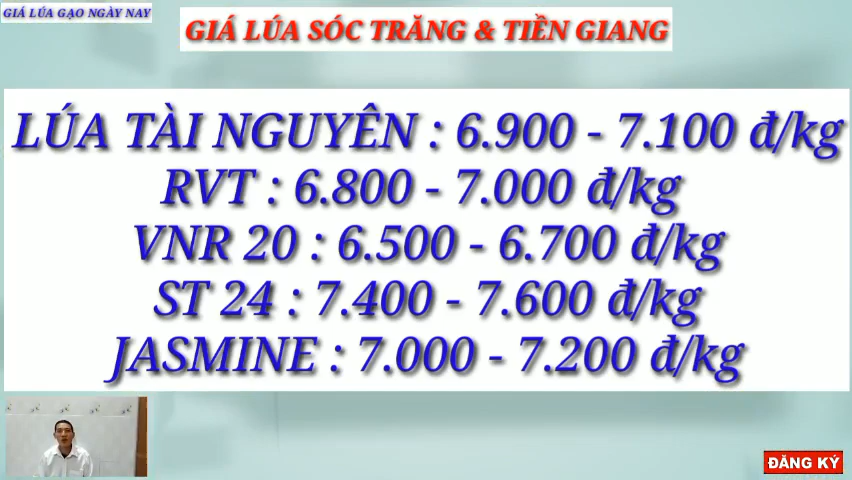 GIÁ LÚA GẠO NGÀY NAY
GIÁ LÚA SÓC TRĂNG & TIỀN GIANG
LÚA TÀI NGUYÊN : 6.900 - 7.100 đ/kg
RVT : 6.800 - 7.000 đ/kg
VNR 20 : 6.500 - 6.700 đ/kg
ST 24 : 7.400 - 7.600 đ/kg
JASMINE : 7.000 - 7.200 đ/kg
ĐĂNG KÝ